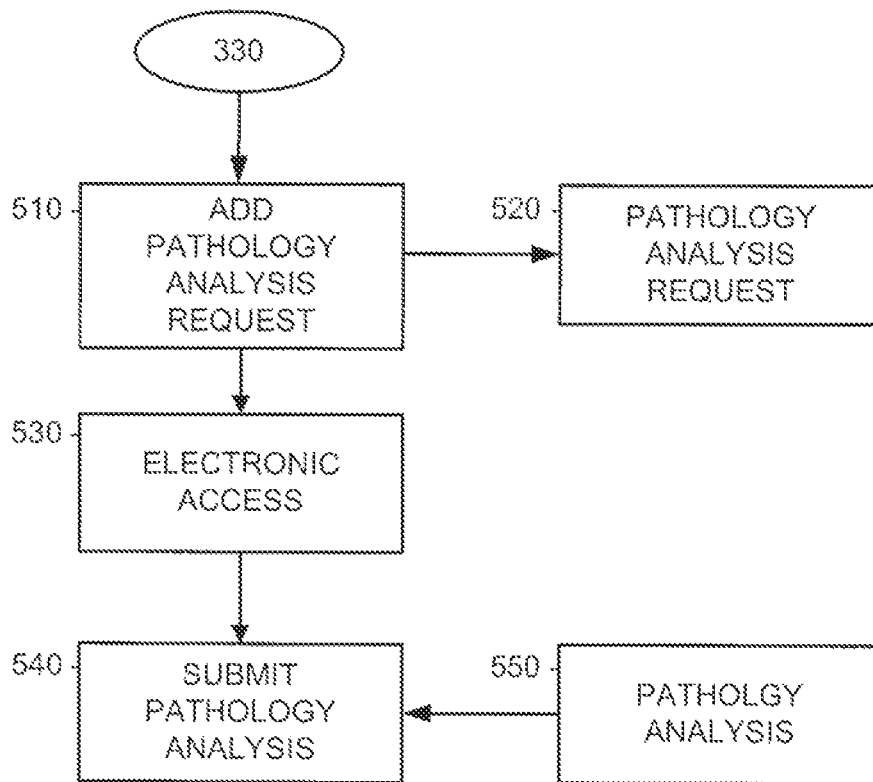 330
510
ADD
PATHOLOGY
ANALYSIS
REQUEST
520
PATHOLOGY
ANALYSIS
REQUEST
530
ELECTRONIC
ACCESS
540
SUBMIT
PATHOLOGY
ANALYSIS
550
PATHOLGY
ANALYSIS